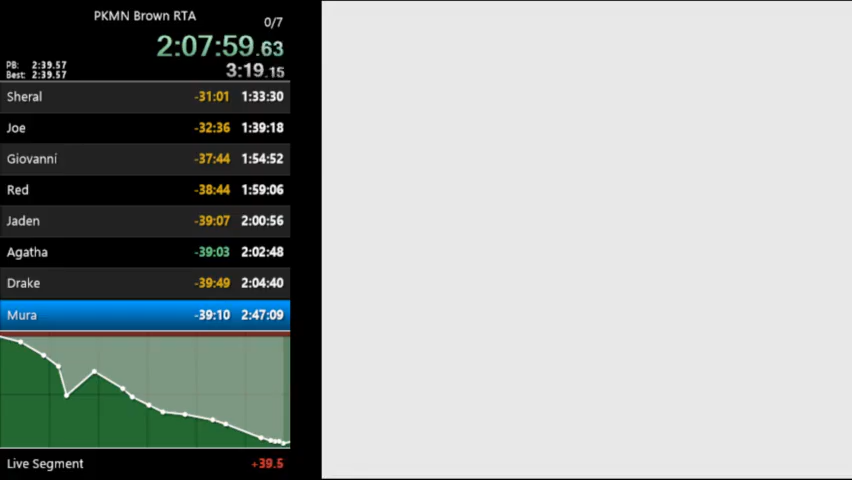 PKMN Brown RTA
0/7
2:07:59.63
PB: 2:39.57
Best: 2:39.57
3:19.15
Sheral -31:01 1:33:30
Joe -32:36 1:39:18
Giovanni -37:44 1:54:52
Red -38:44 1:59:06
Jaden -39:07 2:00:56
Agatha -39:03 2:02:48
Drake -39:49 2:04:40
Mura -39:10 2:47:09
Live Segment +39.5